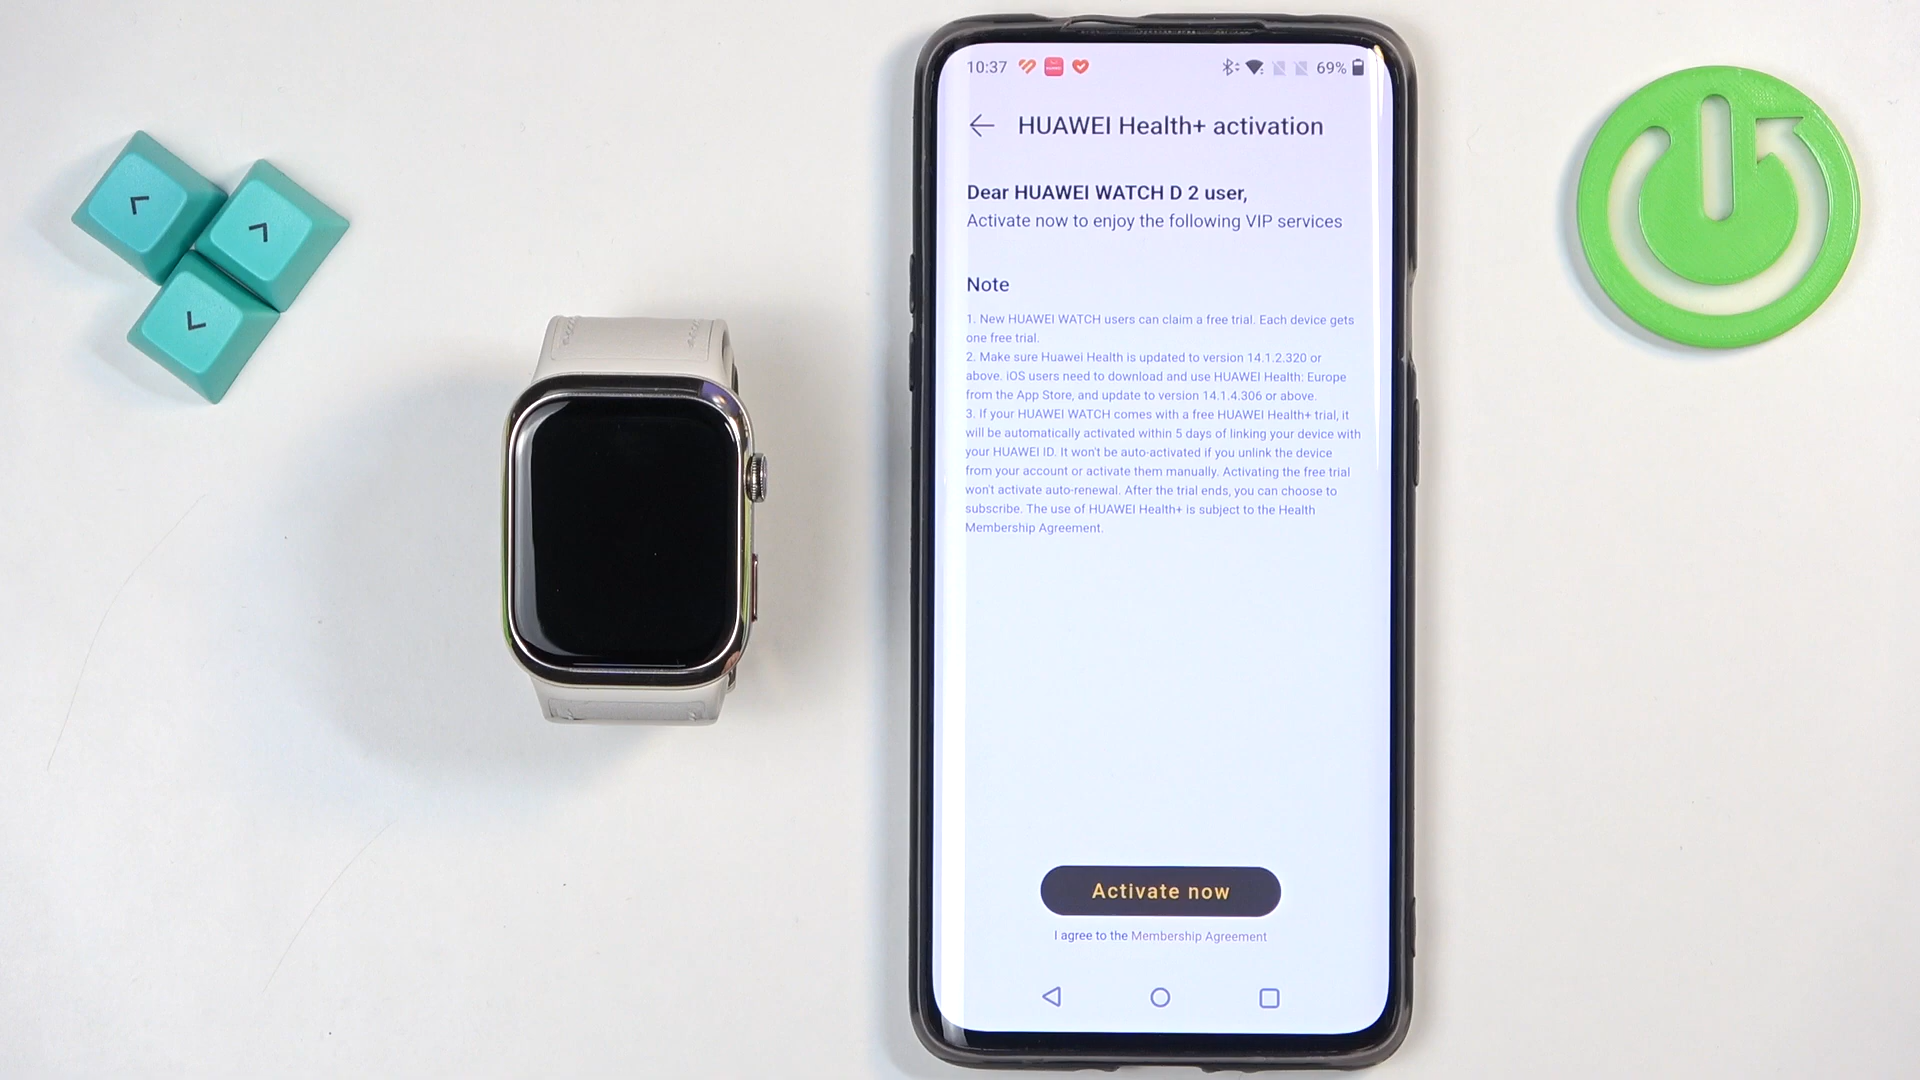 10:37 69%
HUAWEI Health+ activation
Dear HUAWEI WATCH D 2 user,
Activate now to enjoy the following VIP services
Note
1. New HUAWEI WATCH users can claim a free trial. Each device gets
one free trial.
2. Make sure Huawei Health is updated to version 14.1.2.320 or
above. iOS users need to download and use HUAWEI Health: Europe
from the App Store, and update to version 14.1.4.306 or above.
3. If your HUAWEI WATCH comes with a free HUAWEI Health+ trial, it
will be automatically activated within 5 days of linking your device with
your HUAWEI ID. It won't be auto-activated if you unlink the device
from your account or activate them manually. Activating the free trial
won't activate auto-renewal. After the trial ends, you can choose to
subscribe. The use of HUAWEI Health+ is subject to the Health
Membership Agreement.
Activate now
I agree to the Membership Agreement